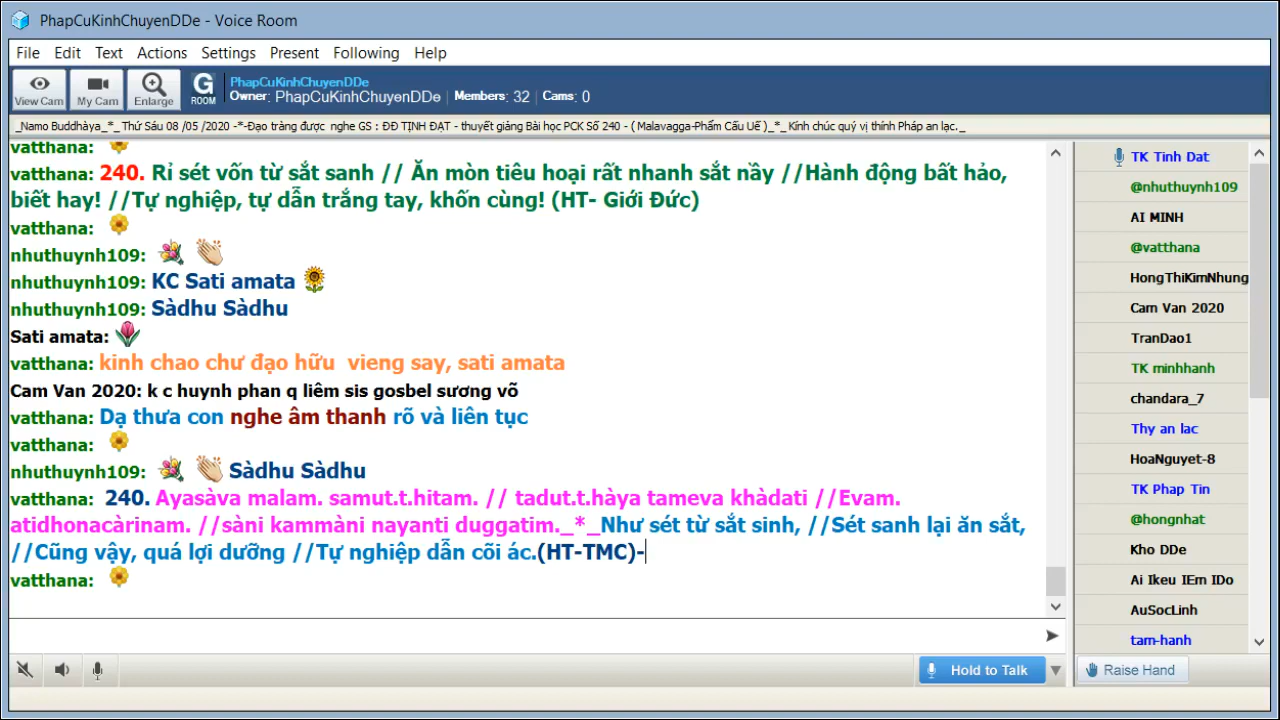 PhapCuKinhChuyenDDe - Voice Room
File Edit Text Actions Settings Present Following Help
View Cam My Cam Enlarge G ROOM
PhapCuKinhChuyenDDe
Owner: PhapCuKinhChuyenDDe Members: 32 Cams: 0
_Namo Buddhàya_*_ Thứ Sáu 08 /05 /2020 -*-Đạo tràng được nghe GS : ĐĐ TỊNH ĐẠT - thuyết giảng Bài học PCK Số 240 - ( Malavagga-Phẩm Cấu Uế )_*_ Kính chúc quý vị thính Pháp an lạc._
vatthana:
vatthana: 240. Rỉ sét vốn từ sắt sanh // Ăn mòn tiêu hoại rất nhanh sắt nầy //Hành động bất hảo,
biết hay! //Tự nghiệp, tự dẫn trắng tay, khốn cùng! (HT- Giới Đức)
vatthana:
nhuthuynh109:
nhuthuynh109: KC Sati amata
nhuthuynh109: Sàdhu Sàdhu
Sati amata:
vatthana: kinh chao chư đạo hữu vieng say, sati amata
Cam Van 2020: k c huynh phan q liêm sis gosbel sương võ
vatthana: Dạ thưa con nghe âm thanh rõ và liên tục
vatthana:
nhuthuynh109: Sàdhu Sàdhu
vatthana: 240. Ayasàva malam. samut.t.hitam. // tadut.t.hàya tameva khàdati //Evam.
atidhonacàrinam. //sàni kammàni nayanti duggatim._*_Như sét từ sắt sinh, //Sét sanh lại ăn sắt,
//Cũng vậy, quá lợi dưỡng //Tự nghiệp dẫn cõi ác.(HT-TMC)-
vatthana:
TK Tinh Dat
@nhuthuynh109
AI MINH
@vatthana
HongThiKimNhung
Cam Van 2020
TranDao1
TK minhhanh
chandara_7
Thy an lac
HoaNguyet-8
TK Phap Tin
@hongnhat
Kho DDe
Ai Ikeu IEm IDo
AuSocLinh
tam-hanh
Hold to Talk
Raise Hand